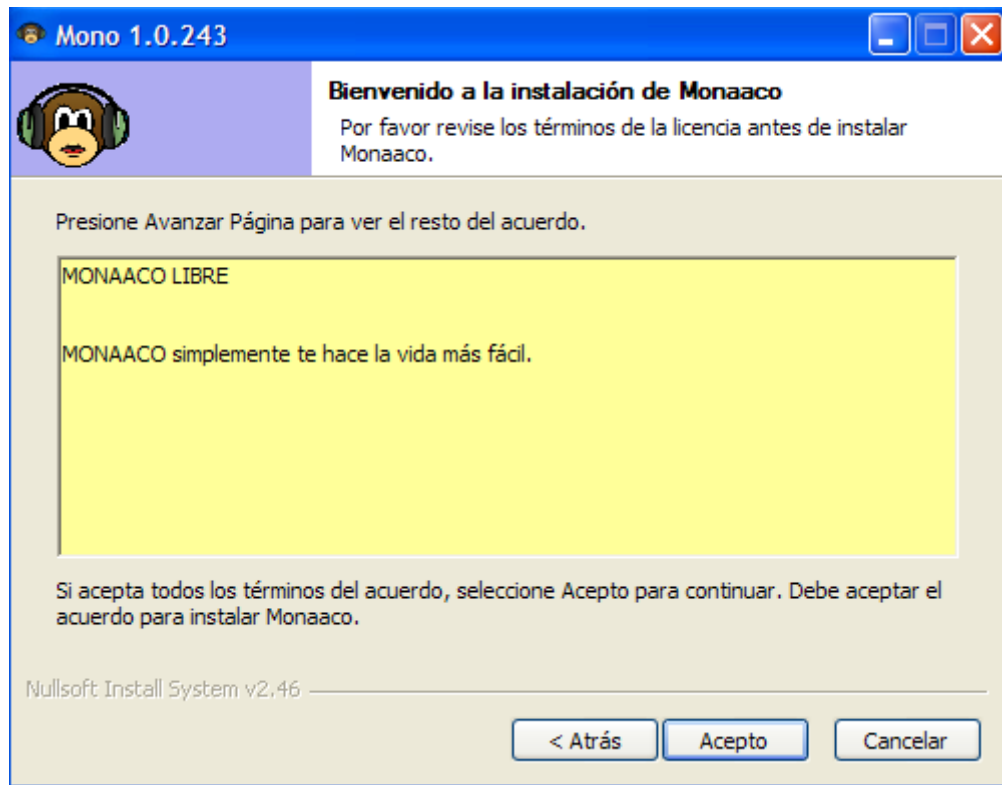 Mono 1.0.243
Bienvenido a la instalación de Monaaco
Por favor revise los términos de la licencia antes de instalar
Monaaco.
Presione Avanzar Página para ver el resto del acuerdo.
MONAACO LIBRE
MONAACO simplemente te hace la vida más fácil.
Si acepta todos los términos del acuerdo, seleccione Acepto para continuar. Debe aceptar el
acuerdo para instalar Monaaco.
Nullsoft Install System v2.46
< Atrás
Acepto
Cancelar